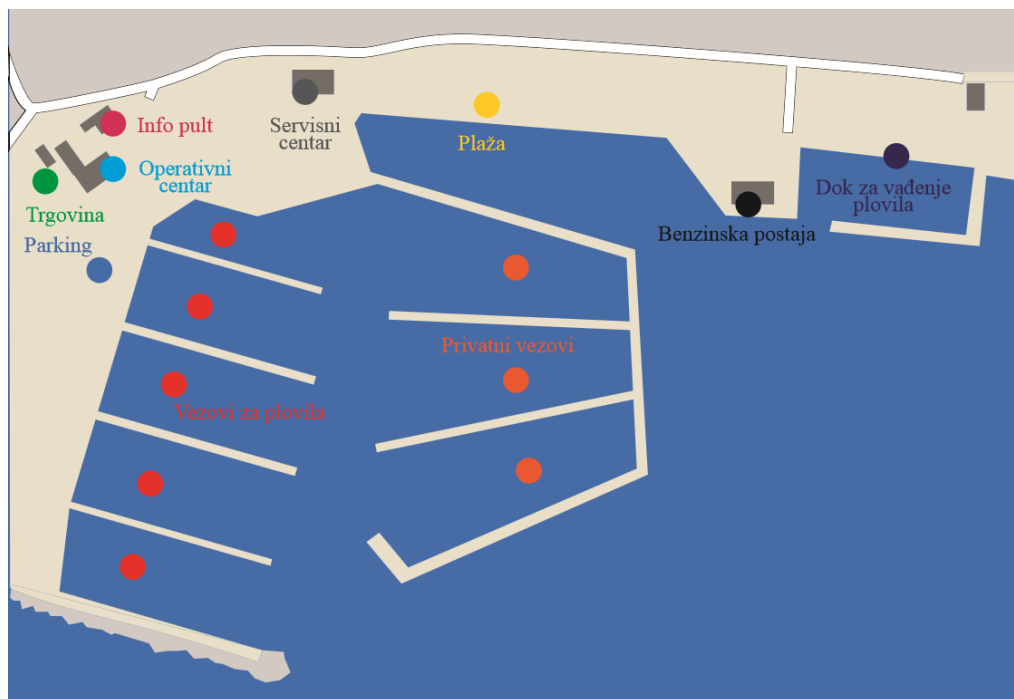 Info pult
Servisni
centar
Plaža
Operativni
centar
Trgovina
Parking
Dok za vađenje
plovila
Benzinska postaja
Privatni vezovi
Vezovi za plovila